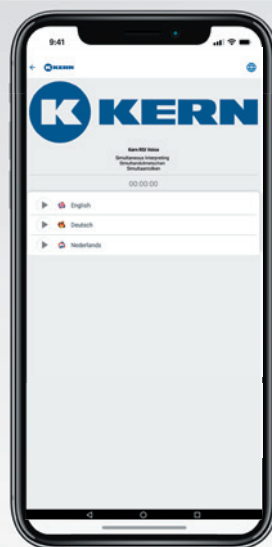 9:41
KERN
KERN
Kern RSI Voice
Simultaneous Interpreting
Simultandolmetschen
Simultaantolken
00:00:00
English
Deutsch
Nederlands